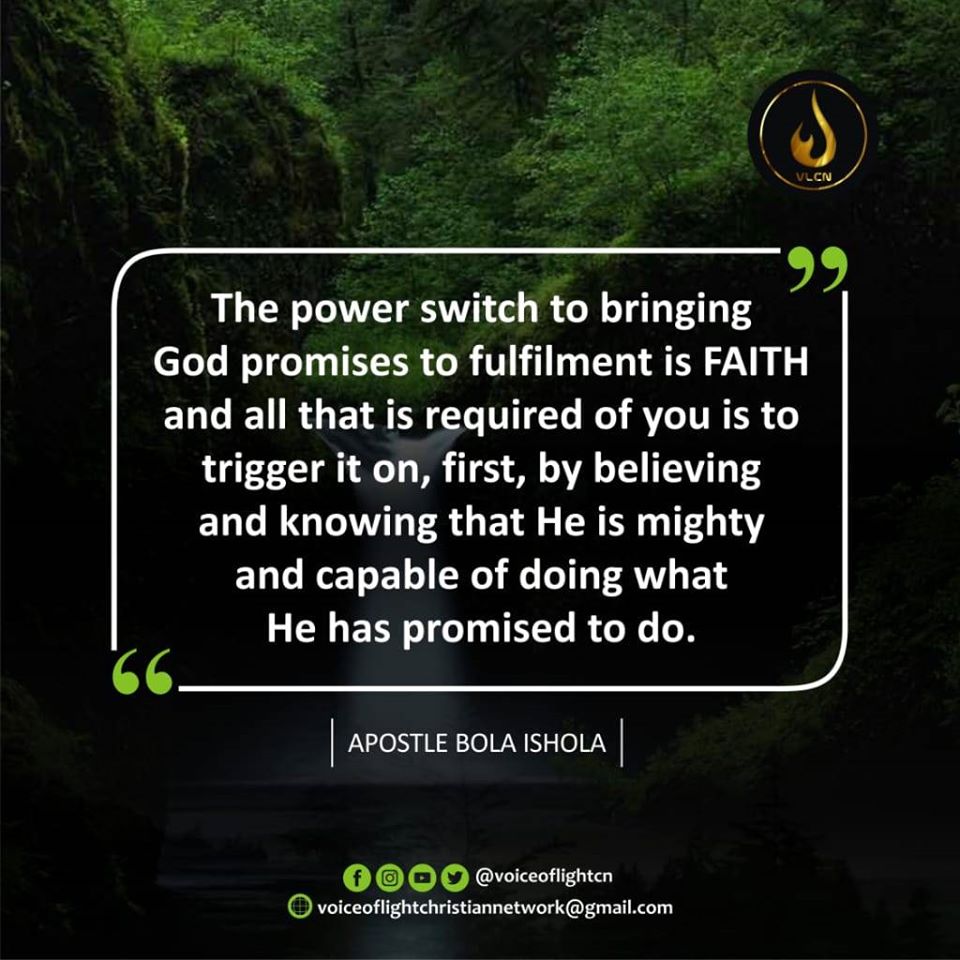 VLCN
The power switch to bringing
God promises to fulfilment is FAITH
and all that is required of you is to
trigger it on, first, by believing
and knowing that He is mighty
and capable of doing what
He has promised to do.
APOSTLE BOLA ISHOLA
@voiceoflightcn
voiceoflightchristiannetwork@gmail.com